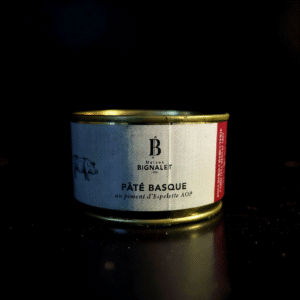 B
Maison
BIGNALET
PÂTÉ BASQUE
au piment d'Espelette AOP